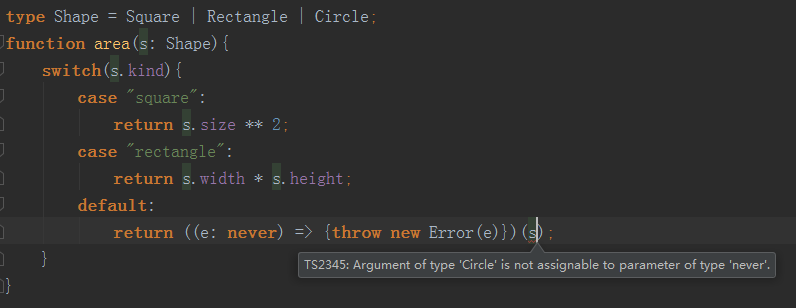 type Shape = Square | Rectangle | Circle;
function area(s: Shape){
switch(s.kind){
case "square":
return s.size ** 2;
case "rectangle":
return s.width * s.height;
default:
return ((e: never) => {throw new Error(e)})(s);
}
TS2345: Argument of type 'Circle' is not assignable to parameter of type 'never'.
}